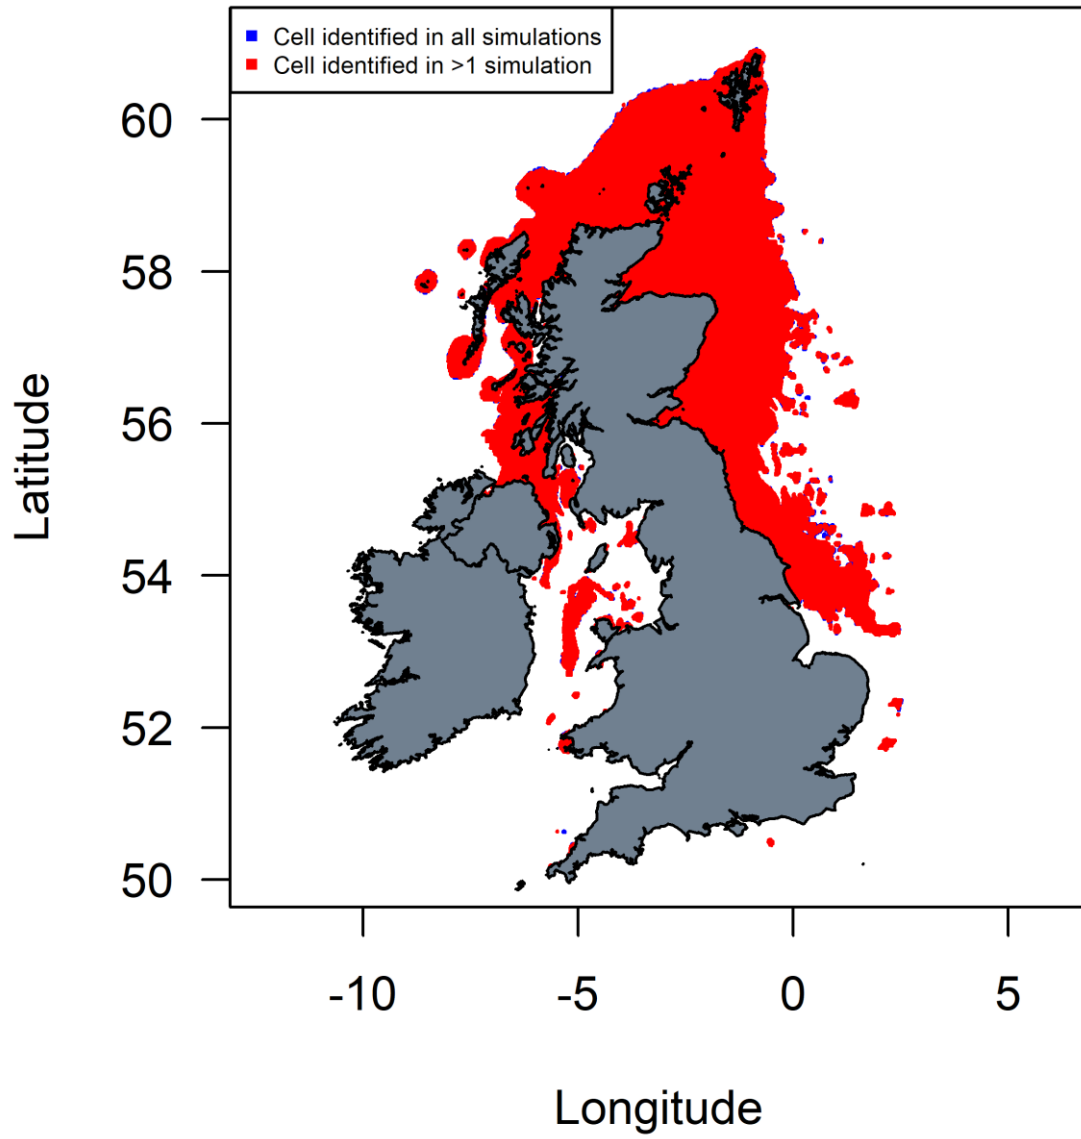 Cell identified in all simulations
Cell identified in >1 simulation
60
58
56
54
52
50
Latitude
-10 -5 0 5
Longitude